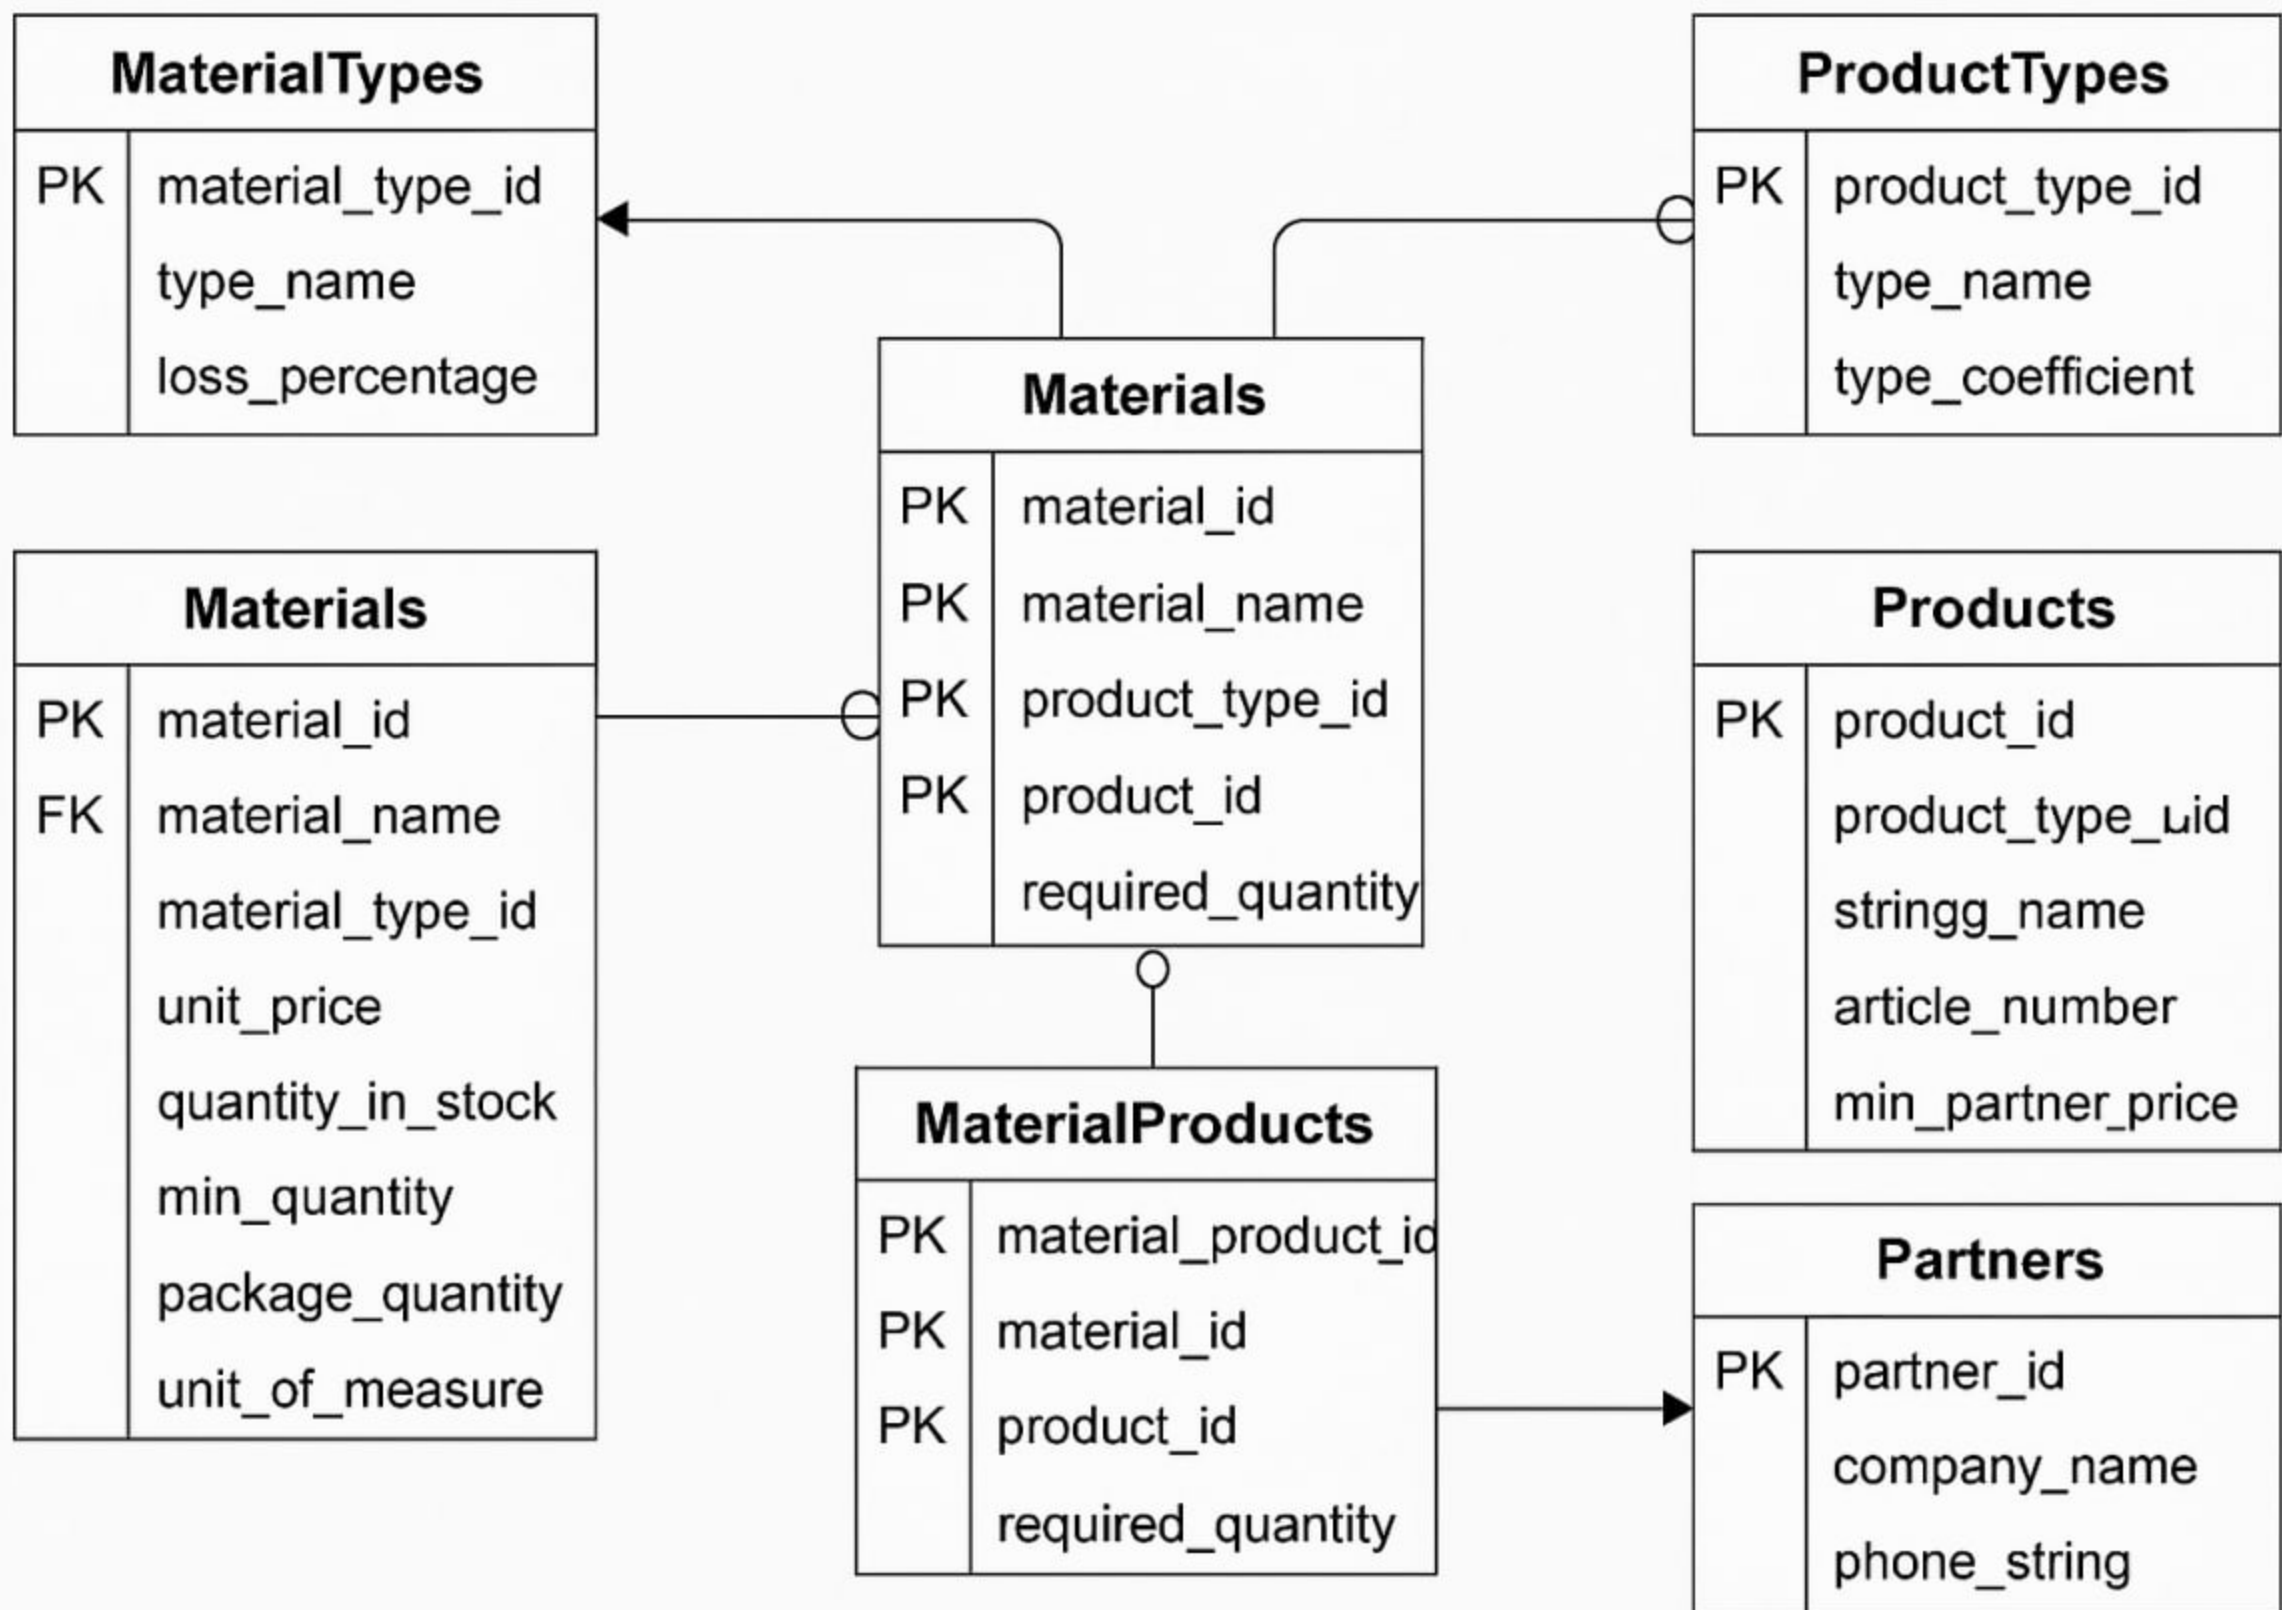 MaterialTypes
PK material_type_id
type_name
loss_percentage
ProductTypes
PK product_type_id
type_name
type_coefficient
Materials
PK material_id
PK material_name
PK product_type_id
PK product_id
required_quantity
Materials
PK material_id
FK material_name
material_type_id
unit_price
quantity_in_stock
min_quantity
package_quantity
unit_of_measure
Products
PK product_id
stringg_name
article_number
min_partner_price
MaterialProducts
PK material_product_id
PK material_id
PK product_id
required_quantity
Partners
PK partner_id
company_name
phone_string